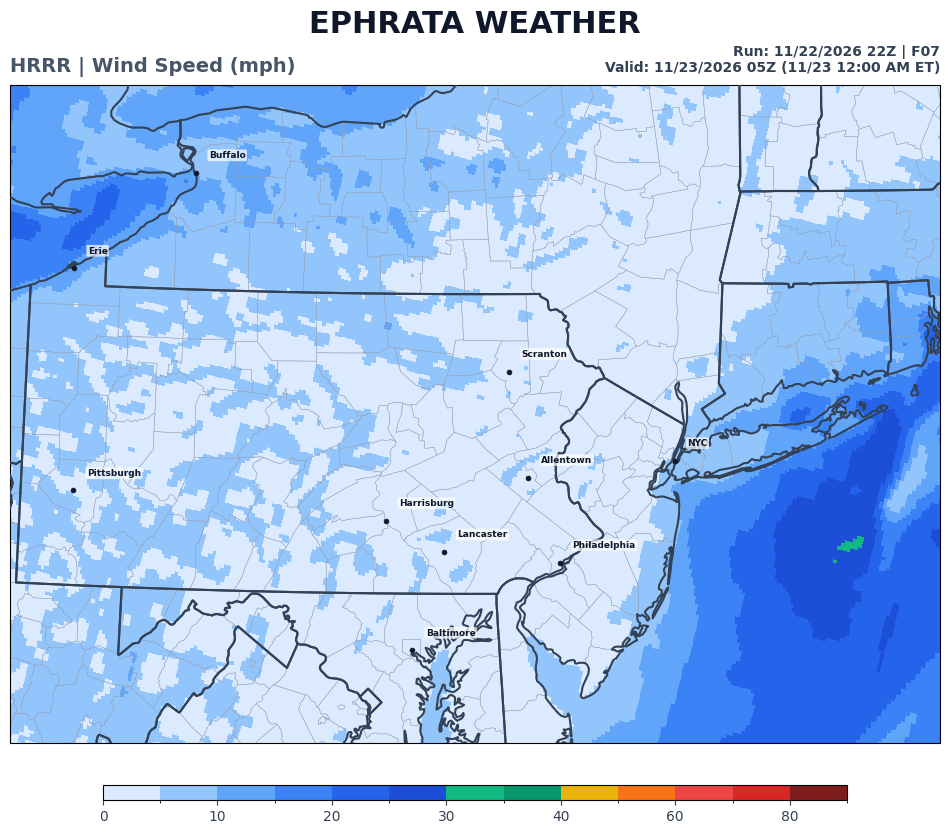 EPHRATA WEATHER
HRRR | Wind Speed (mph)
Run: 11/22/2026 22Z | F07
Valid: 11/23/2026 05Z (11/23 12:00 AM ET)
Buffalo
Erie
Scranton
NYC
Allentown
Pittsburgh
Harrisburg
Lancaster
Philadelphia
Baltimore
0 10 20 30 40 60 80